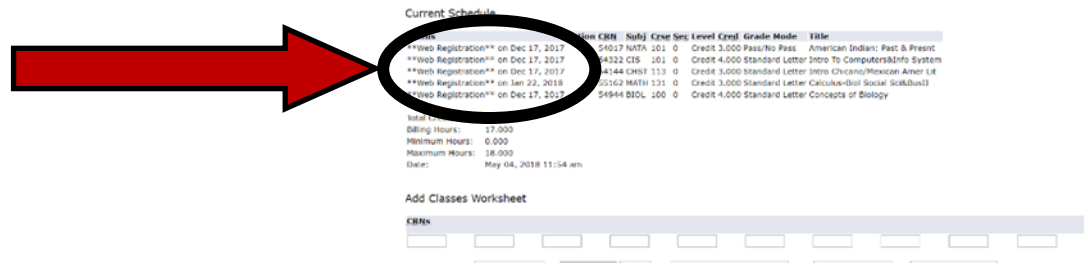 Current Schedule
Action CRN Subj Crse Sec Level Cred Grade Mode Title
**Web Registration** on Dec 17, 2017 54017 NATA 101 0 Credit 3.000 Pass/No Pass American Indian: Past & Presnt
**Web Registration** on Dec 17, 2017 54322 CIS 101 0 Credit 4.000 Standard Letter Intro To Computers&Info System
**Web Registration** on Dec 17, 2017 54144 CHST 113 0 Credit 3.000 Standard Letter Intro Chicano/Mexican Amer Lit
**Web Registration** on Jan 22, 2018 55162 MATH 131 0 Credit 3.000 Standard Letter Calculus-Biol Social Sci&BusII
**Web Registration** on Dec 17, 2017 54944 BIOL 100 0 Credit 4.000 Standard Letter Concepts of Biology
Total
Billing Hours: 17.000
Minimum Hours: 0.000
Maximum Hours: 18.000
Date: May 04, 2018 11:54 am
Add Classes Worksheet
CRNs